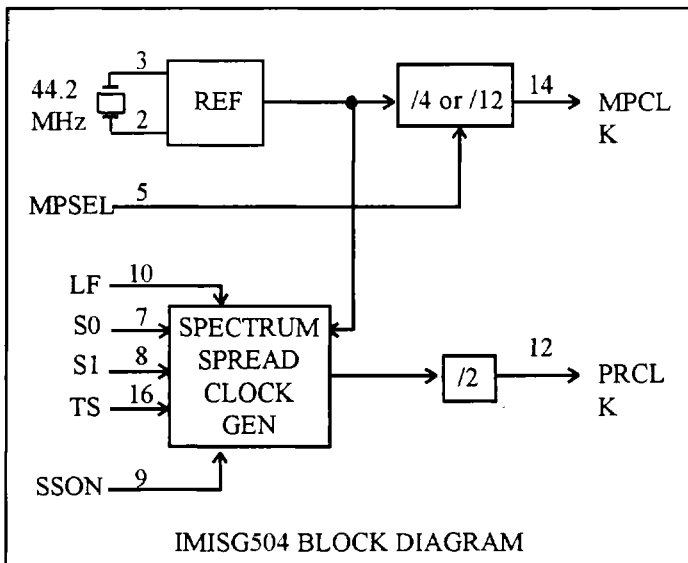 3
44.2
MHz
2
REF
/4 or /12
14
MPCL
K
MPSEL
5
LF
10
S0
7
S1
8
TS
16
SPECTRUM
SPREAD
CLOCK
GEN
/2
12
PRCL
K
SSON
9
IMISG504 BLOCK DIAGRAM